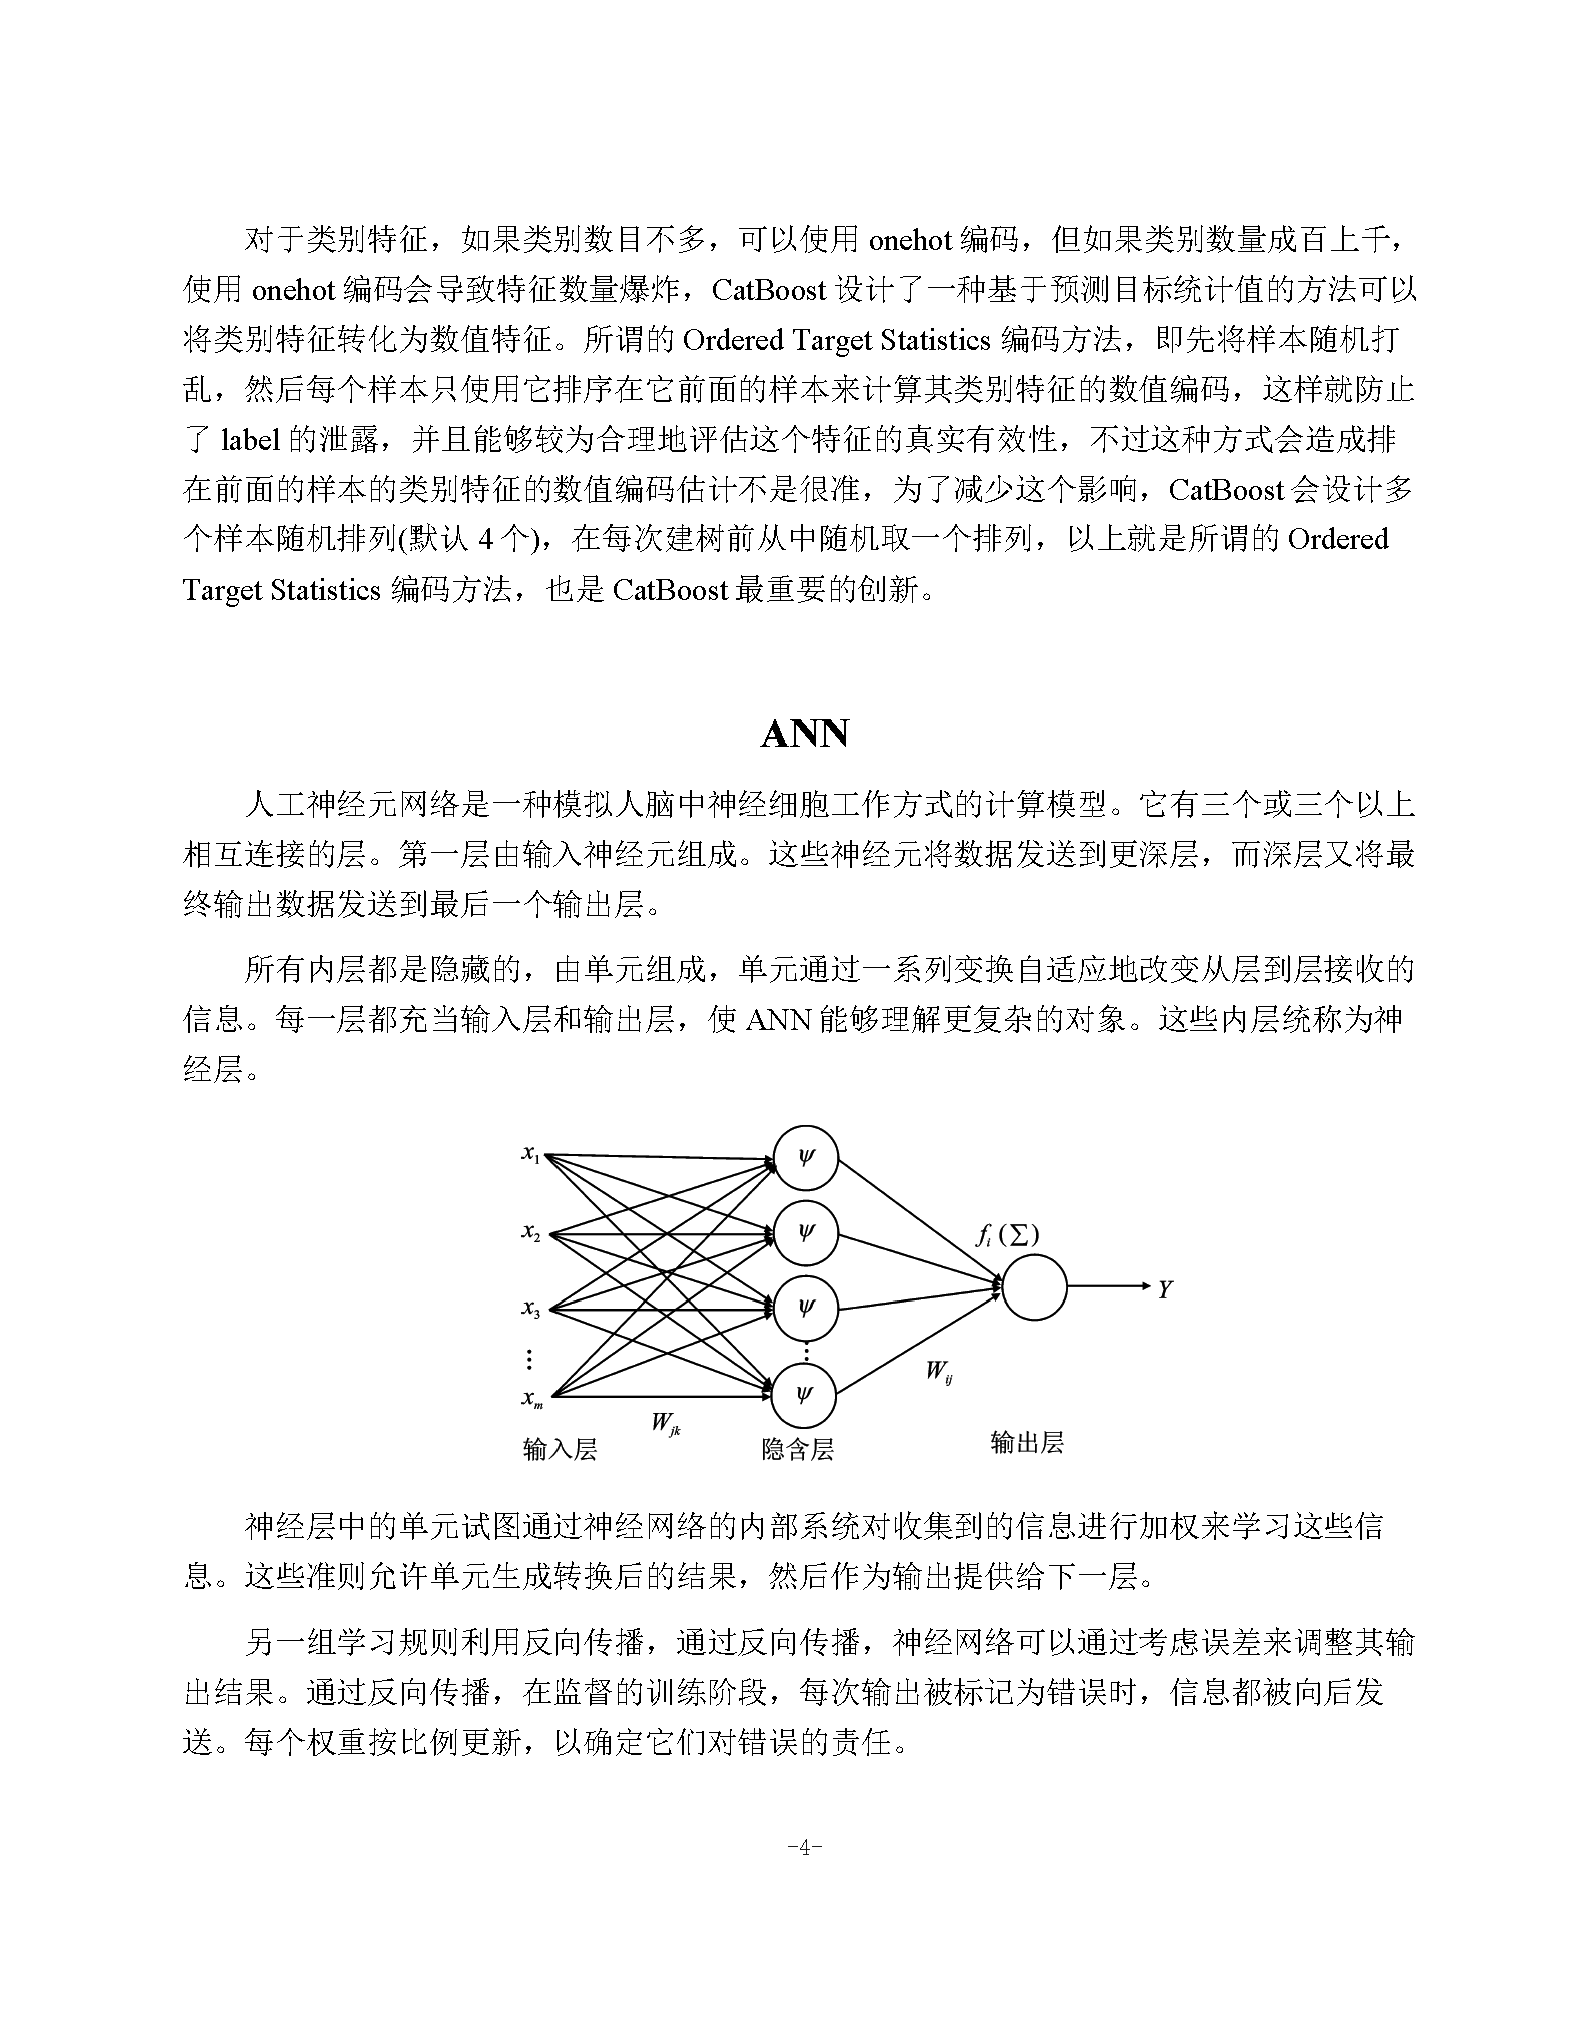 对于类别特征，如果类别数目不多，可以使用 onehot 编码，但如果类别数量成百上千，
使用 onehot 编码会导致特征数量爆炸，CatBoost 设计了一种基于预测目标统计值的方法可以
将类别特征转化为数值特征。所谓的 Ordered Target Statistics 编码方法，即先将样本随机打
乱，然后每个样本只使用它排序在它前面的样本来计算其类别特征的数值编码，这样就防止
了 label 的泄露，并且能够较为合理地评估这个特征的真实有效性，不过这种方式会造成排
在前面的样本的类别特征的数值编码估计不是很准，为了减少这个影响，CatBoost 会设计多
个样本随机排列(默认 4 个)，在每次建树前从中随机取一个排列，以上就是所谓的 Ordered
Target Statistics 编码方法，也是 CatBoost 最重要的创新。
ANN
人工神经元网络是一种模拟人脑中神经细胞工作方式的计算模型。它有三个或三个以上
相互连接的层。第一层由输入神经元组成。这些神经元将数据发送到更深层，而深层又将最
终输出数据发送到最后一个输出层。
所有内层都是隐藏的，由单元组成，单元通过一系列变换自适应地改变从层到层接收的
信息。每一层都充当输入层和输出层，使 ANN 能够理解更复杂的对象。这些内层统称为神
经层。
x₁ ψ
x₂ ψ fᵢ (∑)
x₃ ψ Y
⋮ ⋮
xₘ ψ Wᵢⱼ
Wⱼₖ
输入层 隐含层 输出层
神经层中的单元试图通过神经网络的内部系统对收集到的信息进行加权来学习这些信
息。这些准则允许单元生成转换后的结果，然后作为输出提供给下一层。
另一组学习规则利用反向传播，通过反向传播，神经网络可以通过考虑误差来调整其输
出结果。通过反向传播，在监督的训练阶段，每次输出被标记为错误时，信息都被向后发
送。每个权重按比例更新，以确定它们对错误的责任。
-4-